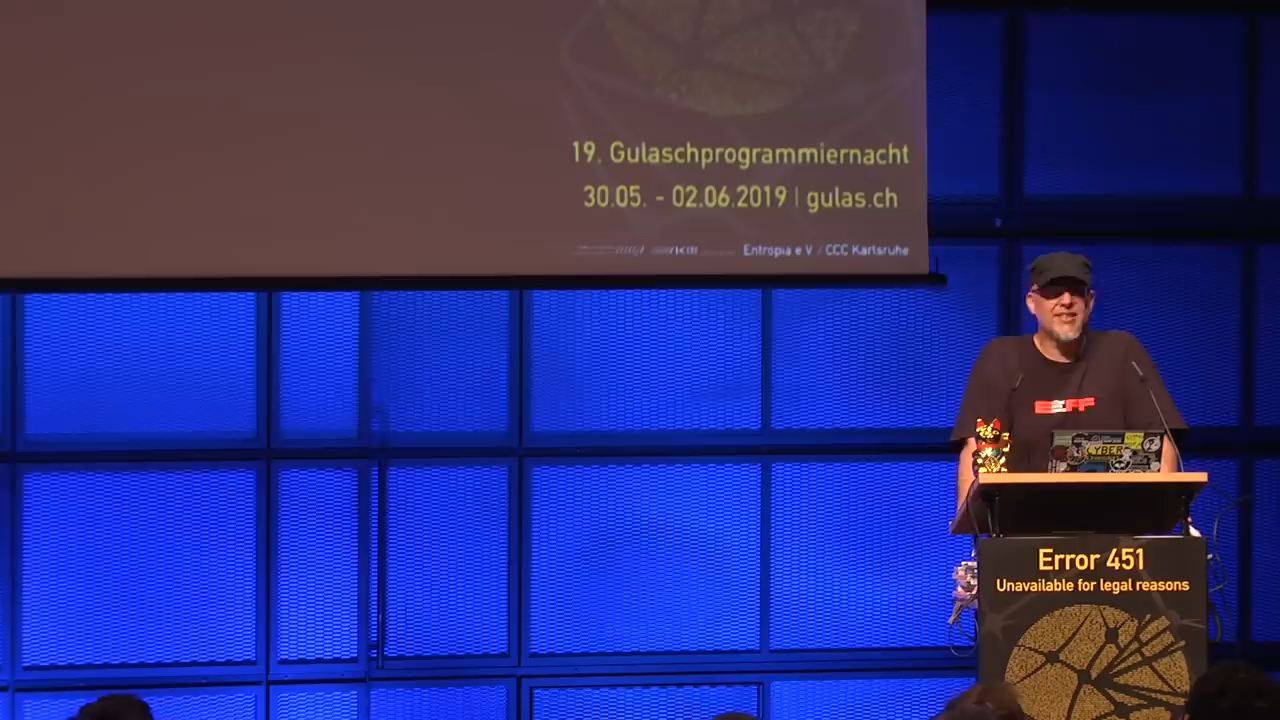 19. Gulaschprogrammiernacht
30.05. - 02.06.2019 | gulas.ch
Entropia e.V. / CCC Karlsruhe
EFF
CYBER
Error 451
Unavailable for legal reasons